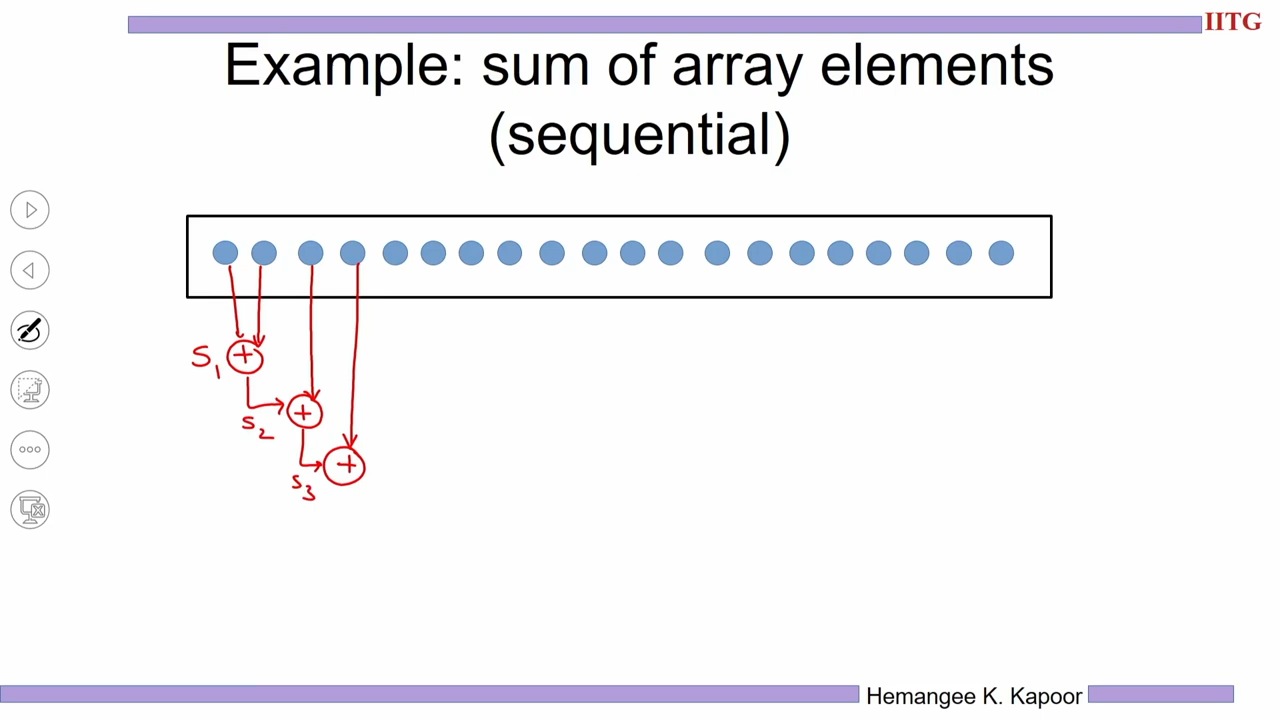 IITG
Example: sum of array elements
(sequential)
S1 +
s2 +
s3 +
Hemangee K. Kapoor